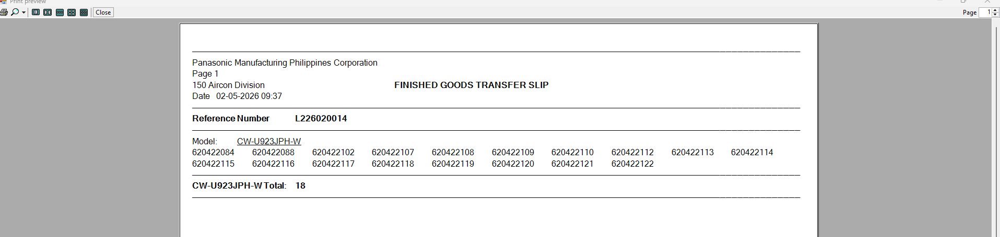 Print preview
Close
Page 1
Panasonic Manufacturing Philippines Corporation
Page 1
150 Aircon Division FINISHED GOODS TRANSFER SLIP
Date 02-05-2026 09:37
Reference Number L226020014
Model: CW-U923JPH-W
620422084 620422088 620422102 620422107 620422108 620422109 620422110 620422112 620422113 620422114
620422115 620422116 620422117 620422118 620422119 620422120 620422121 620422122
CW-U923JPH-W Total: 18